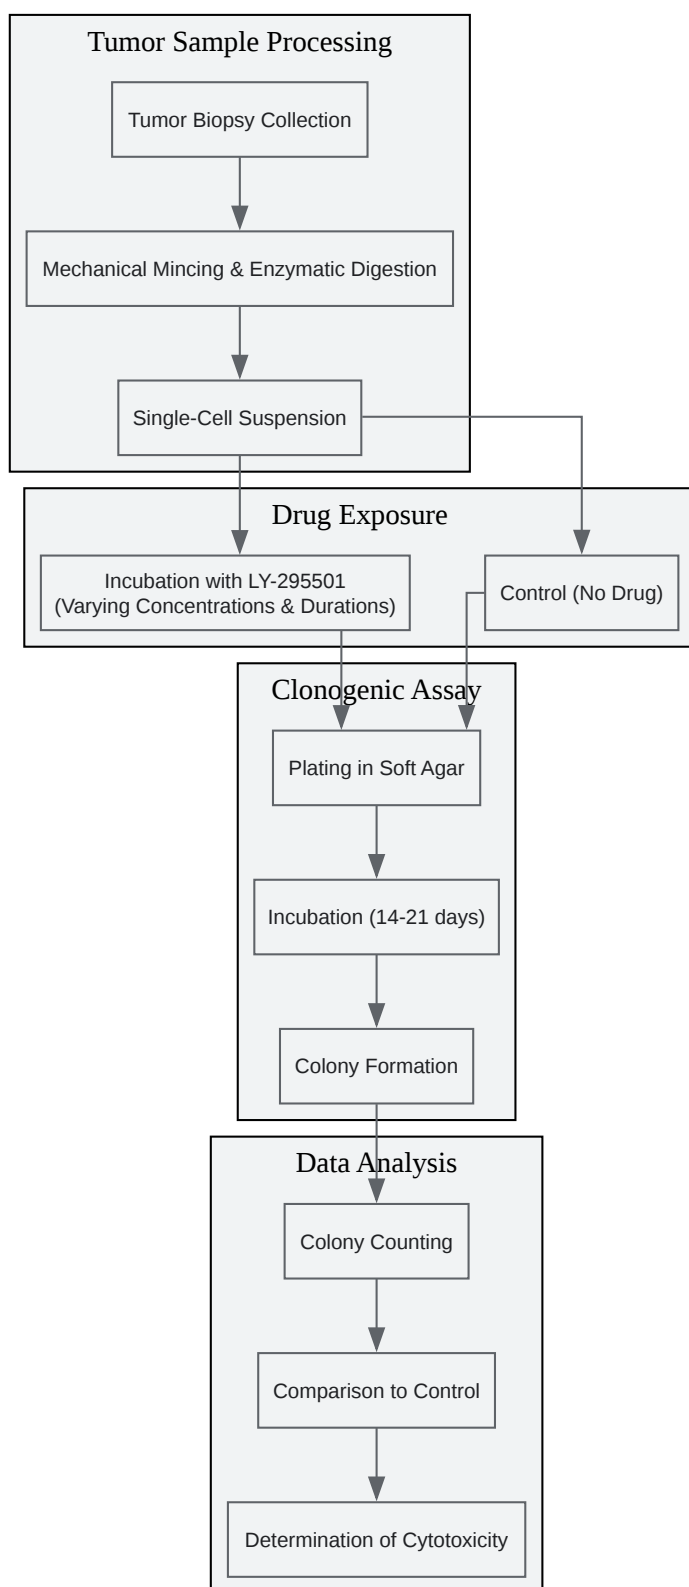 Tumor Sample Processing
Tumor Biopsy Collection
Mechanical Mincing & Enzymatic Digestion
Single-Cell Suspension
Drug Exposure
Incubation with LY-295501
(Varying Concentrations & Durations)
Control (No Drug)
Clonogenic Assay
Plating in Soft Agar
Incubation (14-21 days)
Colony Formation
Data Analysis
Colony Counting
Comparison to Control
Determination of Cytotoxicity